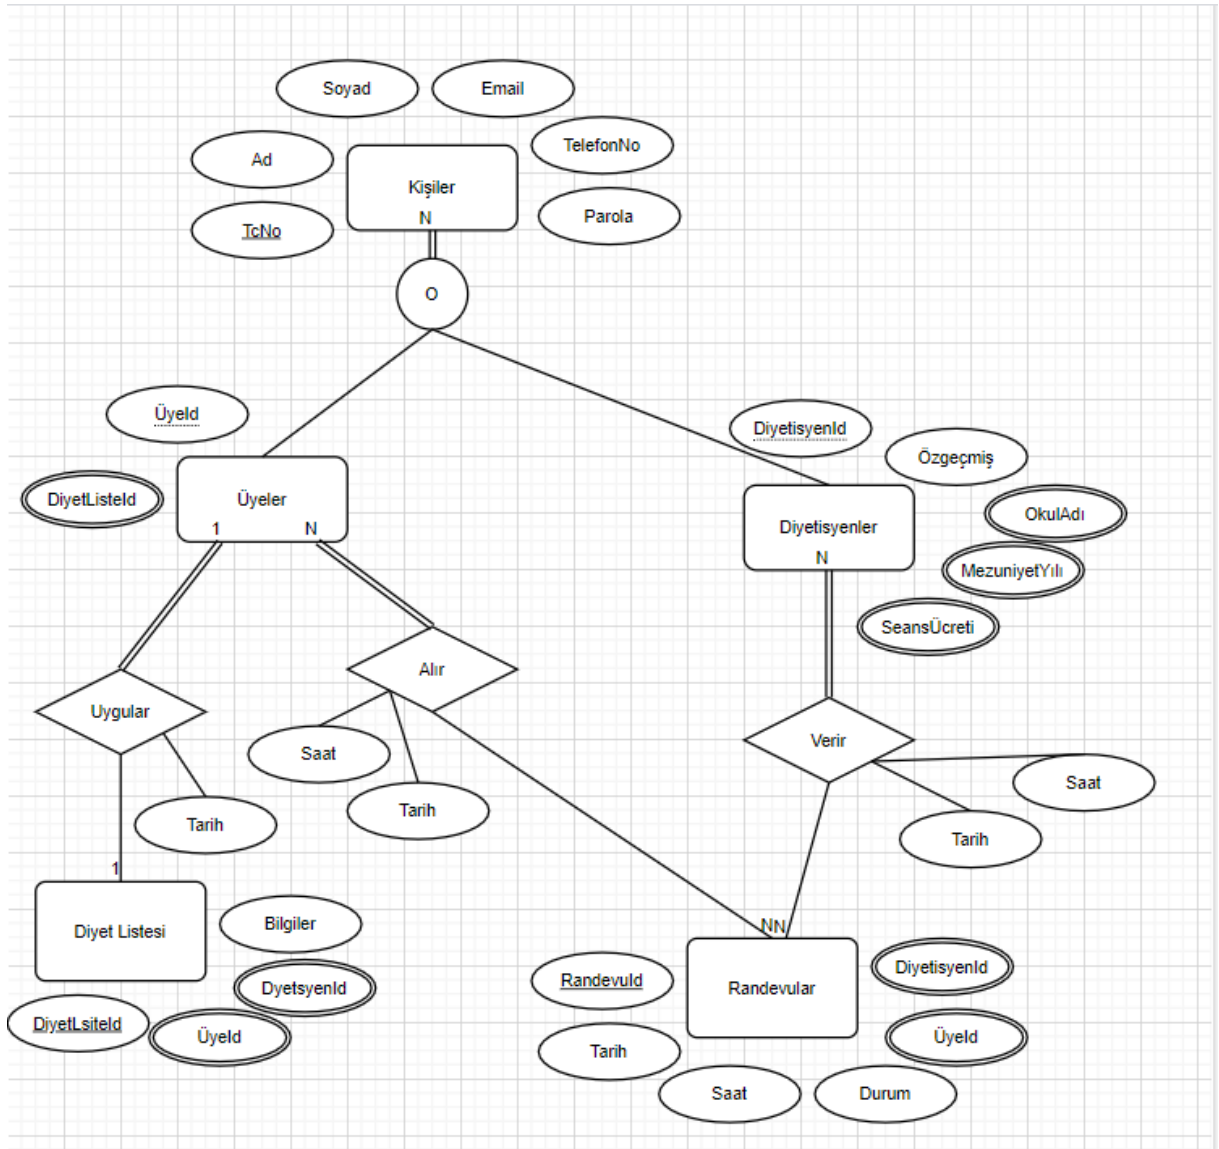 Soyad
Email
TelefonNo
Ad
Kişiler
Parola
N
TcNo
O
ÜyeId
DiyetisyenId
Özgeçmiş
DiyetListeId
Üyeler
OkulAdı
Diyetisyenler
1
N
N
MezuniyetYılı
SeansÜcreti
Alır
Uygular
Verir
Saat
Saat
Tarih
Tarih
Tarih
1
Bilgiler
NN
Diyet Listesi
DiyetisyenId
RandevuId
DyetsyenId
Randevular
DiyetLsiteId
ÜyeId
ÜyeId
Tarih
Saat
Durum